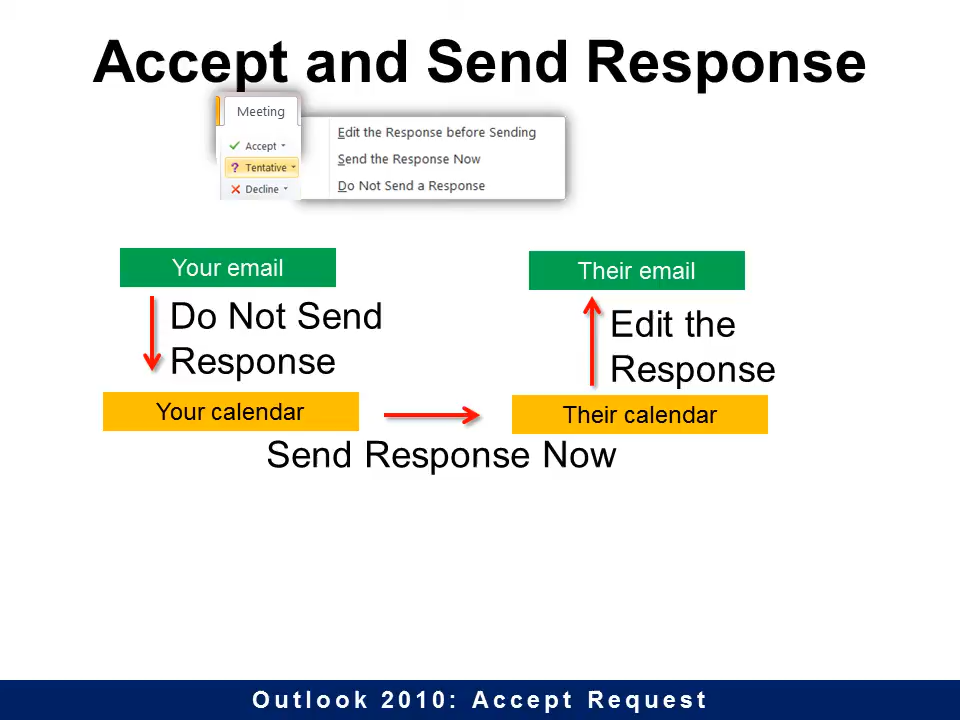 Accept and Send Response
Meeting
Accept
Tentative
Decline
Edit the Response before Sending
Send the Response Now
Do Not Send a Response
Your email
Do Not Send
Response
Your calendar
Their email
Edit the
Response
Their calendar
Send Response Now
Outlook 2010: Accept Request